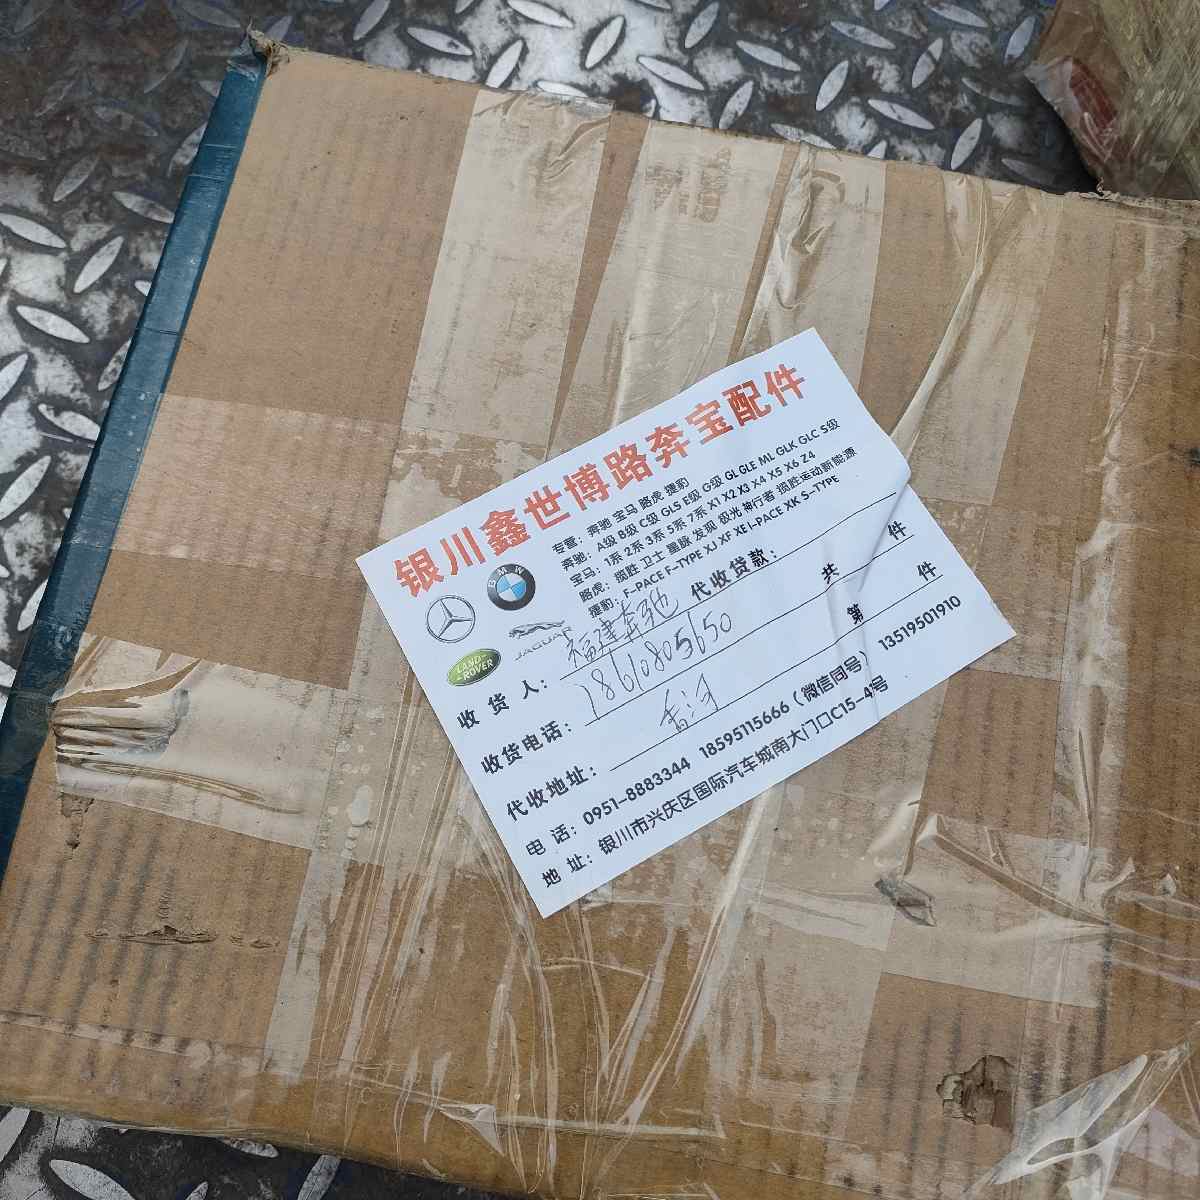 银川鑫世博路奔宝配件
专营：奔驰 宝马 路虎 捷豹
奔驰：A级 B级 C级 GLS E级 G级 GL GLE ML GLK GLC S级
宝马：1系 2系 3系 5系 7系 X1 X2 X3 X4 X5 X6 Z4
路虎：揽胜 卫士 星脉 发现 极光 神行者 揽胜运动新能源
捷豹：F-PACE F-TYPE XJ XF XE I-PACE XK S-TYPE
BMW
JAGUAR
LAND ROVER
收货人：福建奔驰 代收贷款：
收货电话：18610805650 共 件
代收地址：香河 第 件
电话：0951-8883344 18595115666（微信同号） 13519501910
地址：银川市兴庆区国际汽车城南大门口C15-4号